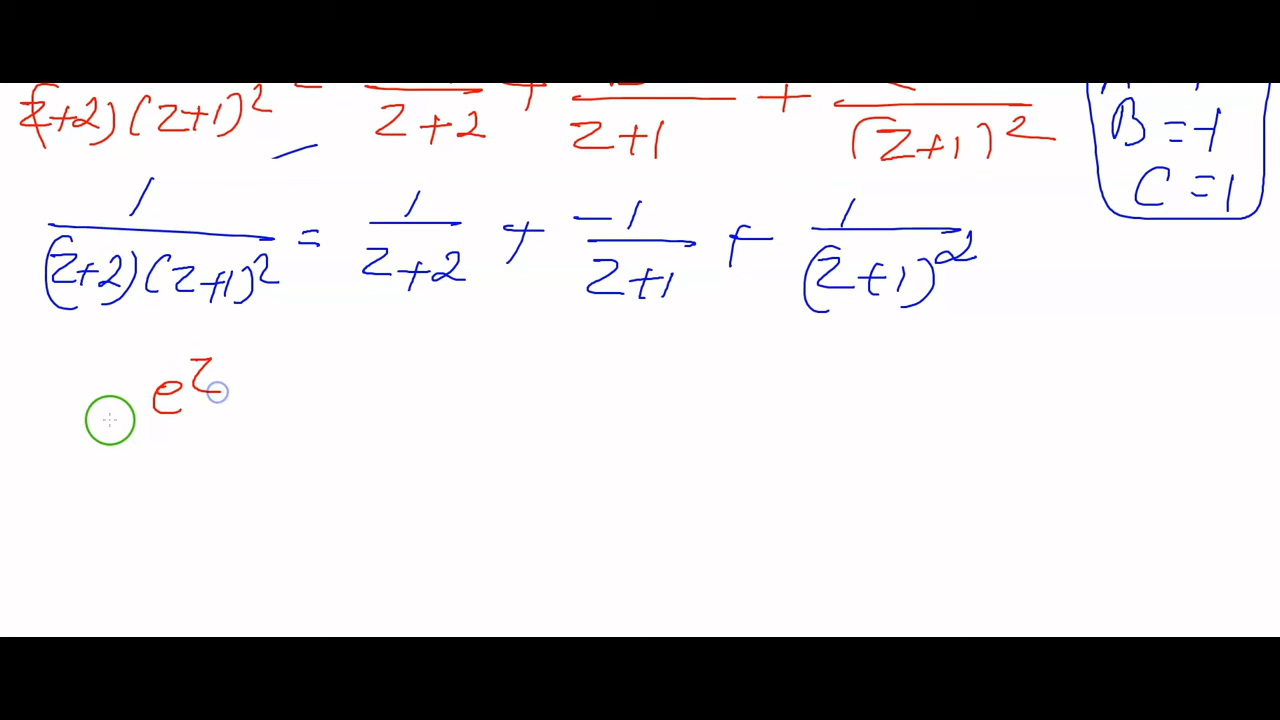 (z+2)(z+1)² = z+2 + z+1 + (z+1)²
B = -1
C = 1
1/((z+2)(z+1)²) = 1/(z+2) + -1/(z+1) + 1/(z+1)²
e^z